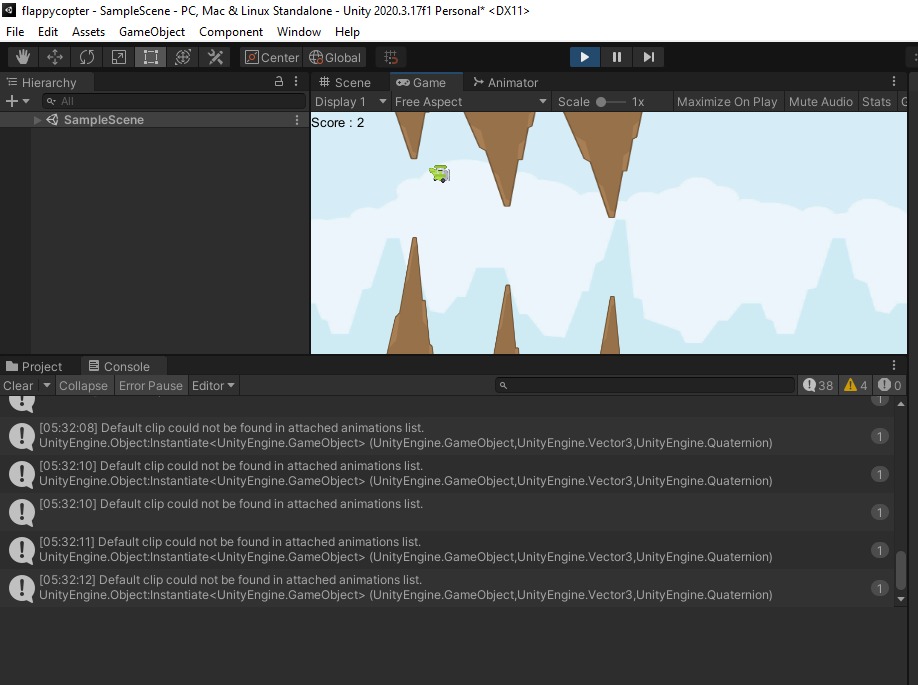 flappycopter - SampleScene - PC, Mac & Linux Standalone - Unity 2020.3.17f1 Personal* <DX11>
File Edit Assets GameObject Component Window Help
Center Global
Hierarchy Scene Game Animator
All Display 1 Free Aspect Scale 1x Maximize On Play Mute Audio Stats
SampleScene
Score : 2
Project Console
Clear Collapse Error Pause Editor 38 4 0
1
[05:32:08] Default clip could not be found in attached animations list.
UnityEngine.Object:Instantiate<UnityEngine.GameObject> (UnityEngine.GameObject,UnityEngine.Vector3,UnityEngine.Quaternion)
1
[05:32:10] Default clip could not be found in attached animations list.
UnityEngine.Object:Instantiate<UnityEngine.GameObject> (UnityEngine.GameObject,UnityEngine.Vector3,UnityEngine.Quaternion)
1
[05:32:10] Default clip could not be found in attached animations list.
1
[05:32:11] Default clip could not be found in attached animations list.
UnityEngine.Object:Instantiate<UnityEngine.GameObject> (UnityEngine.GameObject,UnityEngine.Vector3,UnityEngine.Quaternion)
1
[05:32:12] Default clip could not be found in attached animations list.
UnityEngine.Object:Instantiate<UnityEngine.GameObject> (UnityEngine.GameObject,UnityEngine.Vector3,UnityEngine.Quaternion)
1